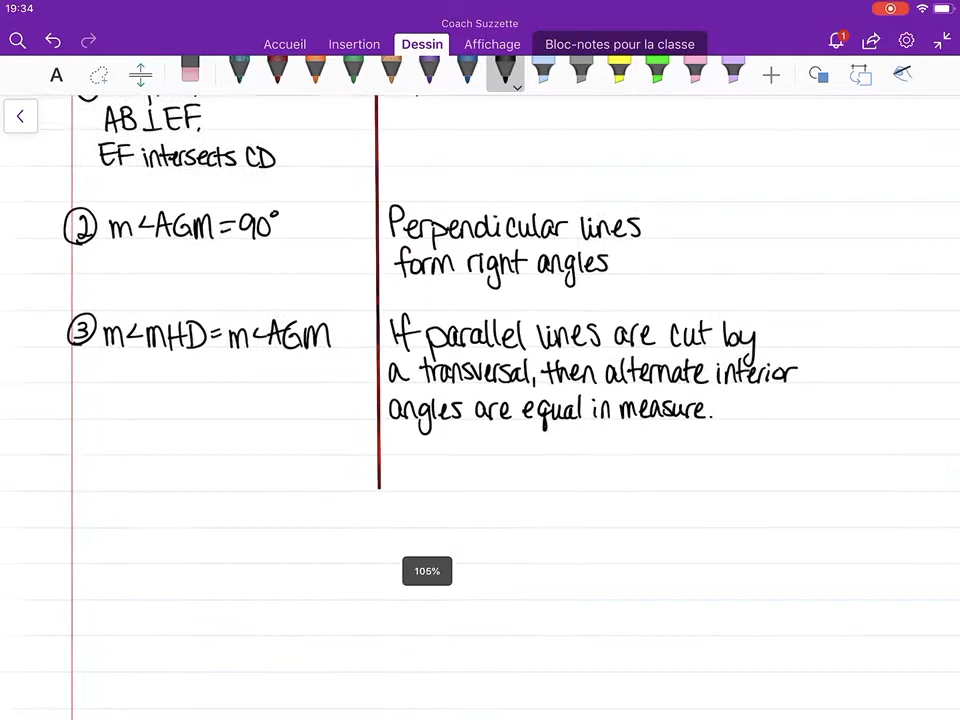 19:34
Coach Suzzette
Accueil Insertion Dessin Affichage Bloc-notes pour la classe
1
A
AB⊥EF.
EF intersects CD
② m∠AGM=90°
Perpendicular lines
form right angles
③ m∠MHD=m∠AGM
If parallel lines are cut by
a transversal, then alternate interior
angles are equal in measure.
105%